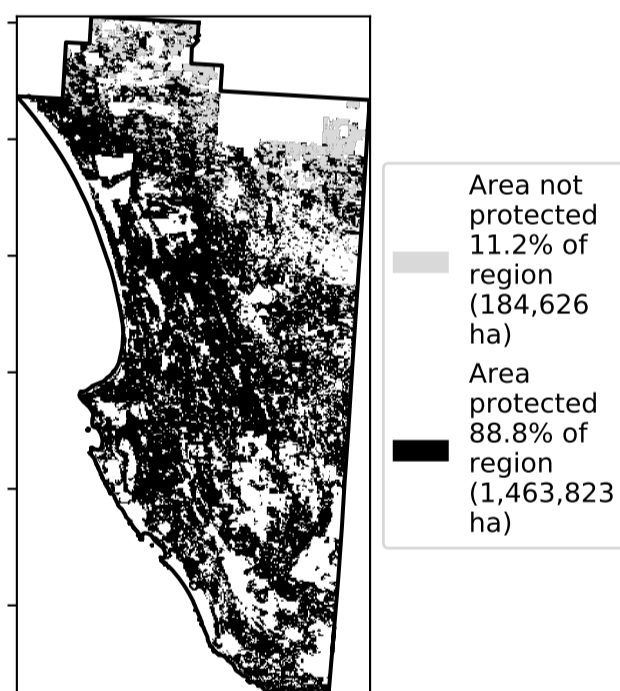 Area not
protected
11.2% of
region
(184,626
ha)
Area
protected
88.8% of
region
(1,463,823
ha)